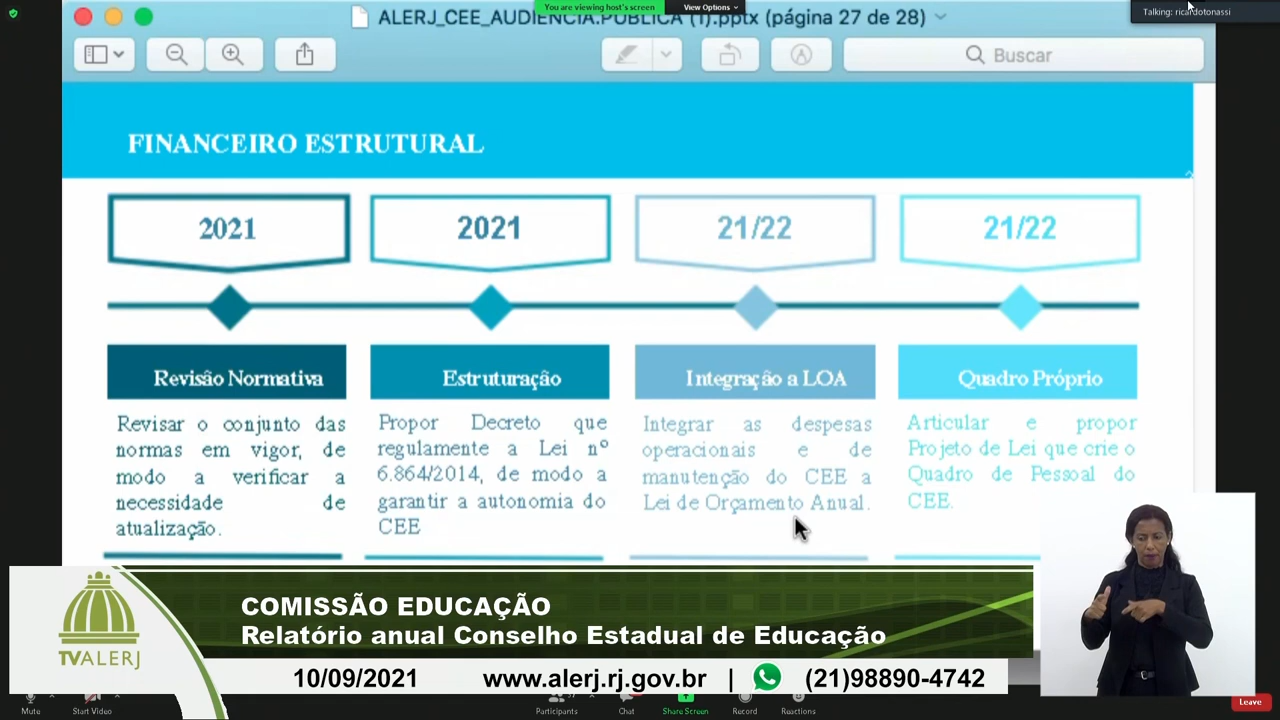 You are viewing host's screen
View Options
Talking: ricardotonassi
ALERJ_CEE_AUDIENCIA.PUBLICA (1).pptx (página 27 de 28)
Buscar
FINANCEIRO ESTRUTURAL
2021
2021
21/22
21/22
Revisão Normativa
Estruturação
Integração a LOA
Quadro Próprio
Revisar o conjunto das
normas em vigor, de
modo a verificar a
necessidade de
atualização.
Propor Decreto que
regulamente a Lei nº
6.864/2014, de modo a
garantir a autonomia do
CEE
Integrar as despesas
operacionais e de
manutenção do CEE a
Lei de Orçamento Anual.
Articular e propor
Projeto de Lei que crie o
Quadro de Pessoal do
CEE.
TVALERJ
COMISSÃO EDUCAÇÃO
Relatório anual Conselho Estadual de Educação
10/09/2021 www.alerj.rj.gov.br | (21)98890-4742
Mute
Start Video
Participants
Chat
Share Screen
Record
Reactions
Leave